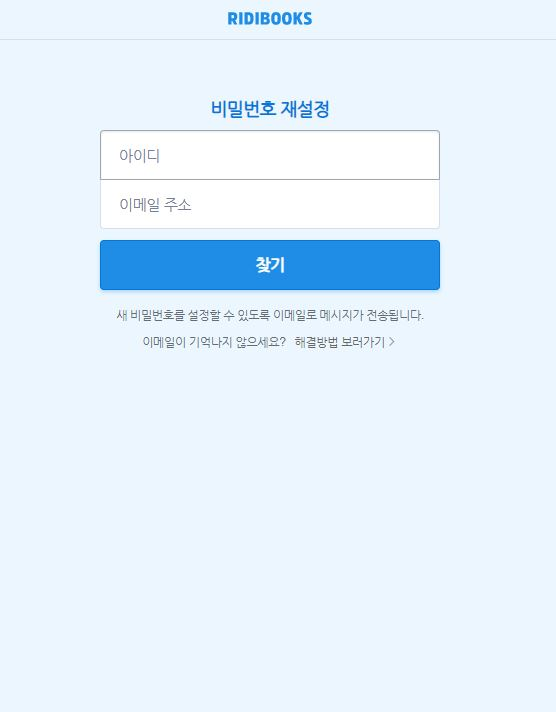 RIDIBOOKS
비밀번호 재설정
아이디
이메일 주소
찾기
새 비밀번호를 설정할 수 있도록 이메일로 메시지가 전송됩니다.
이메일이 기억나지 않으세요? 해결방법 보러가기 >